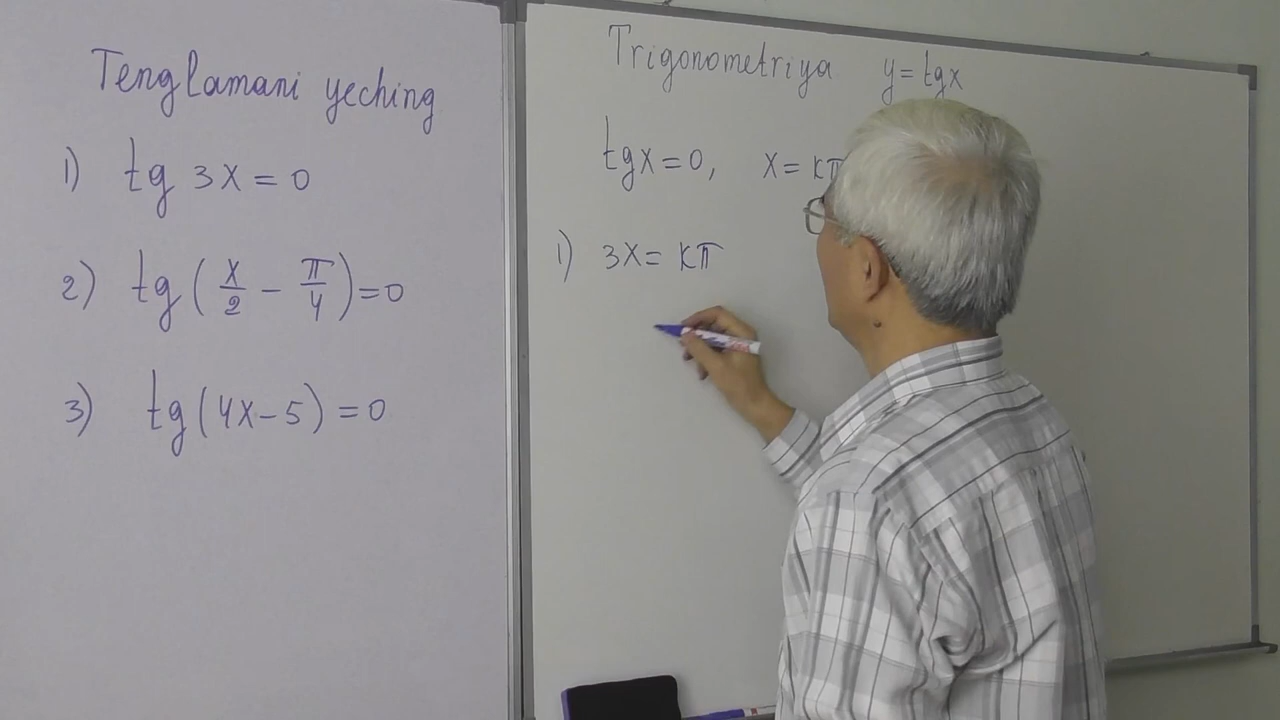 Tenglamani yeching
1) tg 3x = 0
2) tg (x/2 - π/4) = 0
3) tg (4x - 5) = 0
Trigonometriya y = tgx
tgx = 0, x = kπ
1) 3x = kπ